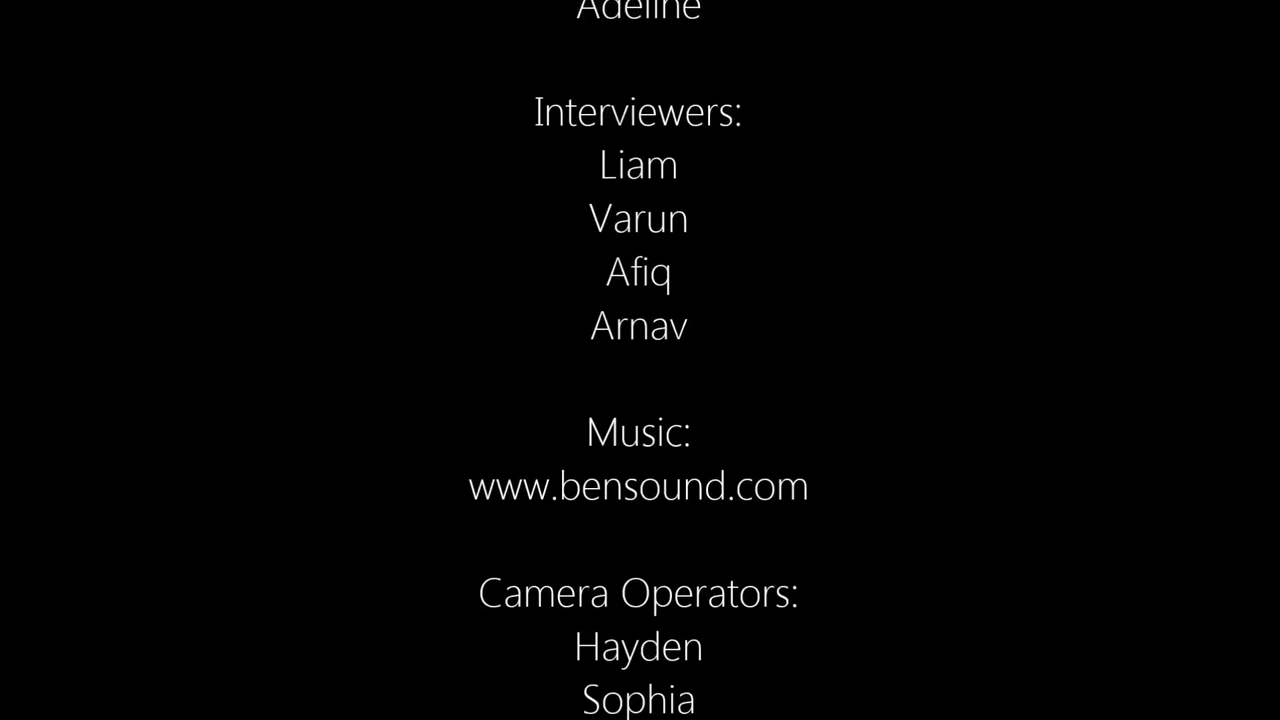 Adeline
Interviewers:
Liam
Varun
Afiq
Arnav
Music:
www.bensound.com
Camera Operators:
Hayden
Sophia